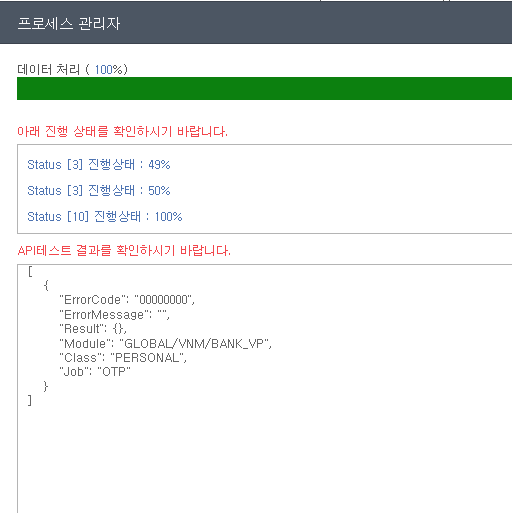 프로세스 관리자
데이터 처리 ( 100%)
아래 진행 상태를 확인하시기 바랍니다.
Status [3] 진행상태 : 49%
Status [3] 진행상태 : 50%
Status [10] 진행상태 : 100%
API테스트 결과를 확인하시기 바랍니다.
[
{
"ErrorCode": "00000000",
"ErrorMessage": "",
"Result": {},
"Module": "GLOBAL/VNM/BANK_VP",
"Class": "PERSONAL",
"Job": "OTP"
}
]